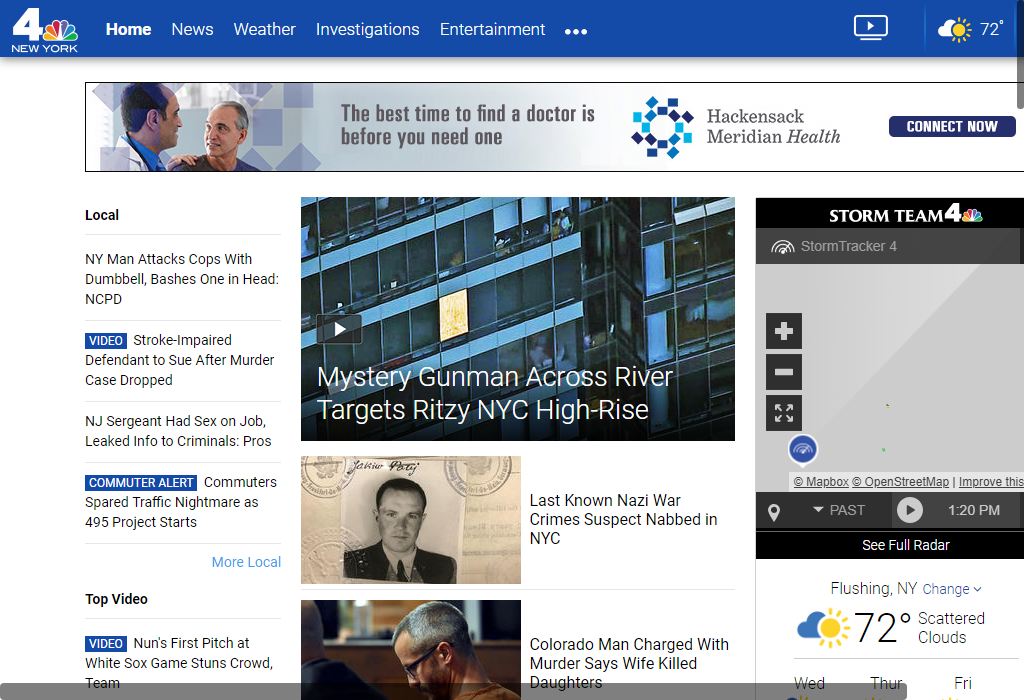 4
NEW YORK
Home News Weather Investigations Entertainment
72°
The best time to find a doctor is
before you need one
Hackensack
Meridian Health
CONNECT NOW
Local
NY Man Attacks Cops With
Dumbbell, Bashes One in Head:
NCPD
VIDEO Stroke-Impaired
Defendant to Sue After Murder
Case Dropped
NJ Sergeant Had Sex on Job,
Leaked Info to Criminals: Pros
COMMUTER ALERT Commuters
Spared Traffic Nightmare as
495 Project Starts
More Local
Top Video
VIDEO Nun's First Pitch at
White Sox Game Stuns Crowd,
Team
Mystery Gunman Across River
Targets Ritzy NYC High-Rise
Last Known Nazi War
Crimes Suspect Nabbed in
NYC
Colorado Man Charged With
Murder Says Wife Killed
Daughters
STORM TEAM 4
StormTracker 4
© Mapbox © OpenStreetMap | Improve this
PAST 1:20 PM
See Full Radar
Flushing, NY Change
72° Scattered
Clouds
Wed Thur Fri